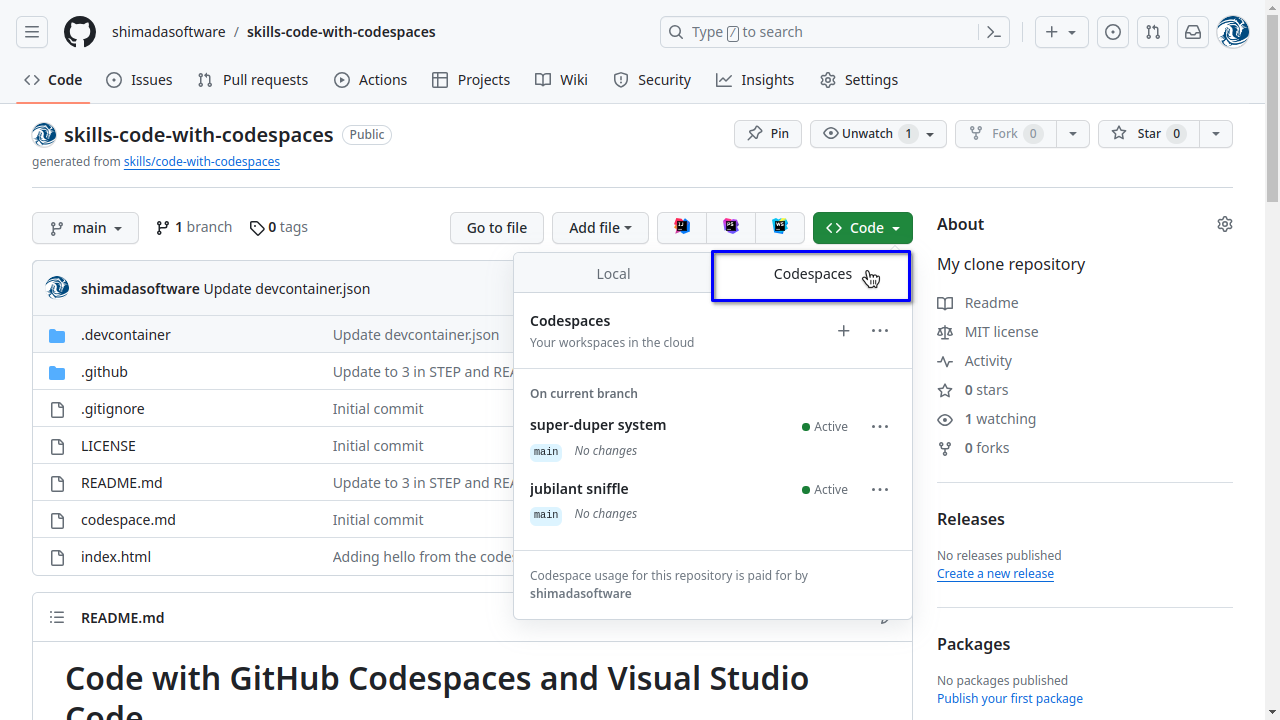 shimadasoftware / skills-code-with-codespaces
Type / to search
Code Issues Pull requests Actions Projects Wiki Security Insights Settings
skills-code-with-codespaces Public
Pin Unwatch 1 Fork 0 Star 0
generated from skills/code-with-codespaces
main 1 branch 0 tags Go to file Add file Code
Local Codespaces
shimadasoftware Update devcontainer.json
.devcontainer Update devcontainer.json
.github Update to 3 in STEP and REA
.gitignore Initial commit
LICENSE Initial commit
README.md Update to 3 in STEP and REA
codespace.md Initial commit
index.html Adding hello from the codes
Codespaces
Your workspaces in the cloud
On current branch
super-duper system Active
main No changes
jubilant sniffle Active
main No changes
Codespace usage for this repository is paid for by
shimadasoftware
README.md
Code with GitHub Codespaces and Visual Studio
Code
About
My clone repository
Readme
MIT license
Activity
0 stars
1 watching
0 forks
Releases
No releases published
Create a new release
Packages
No packages published
Publish your first package